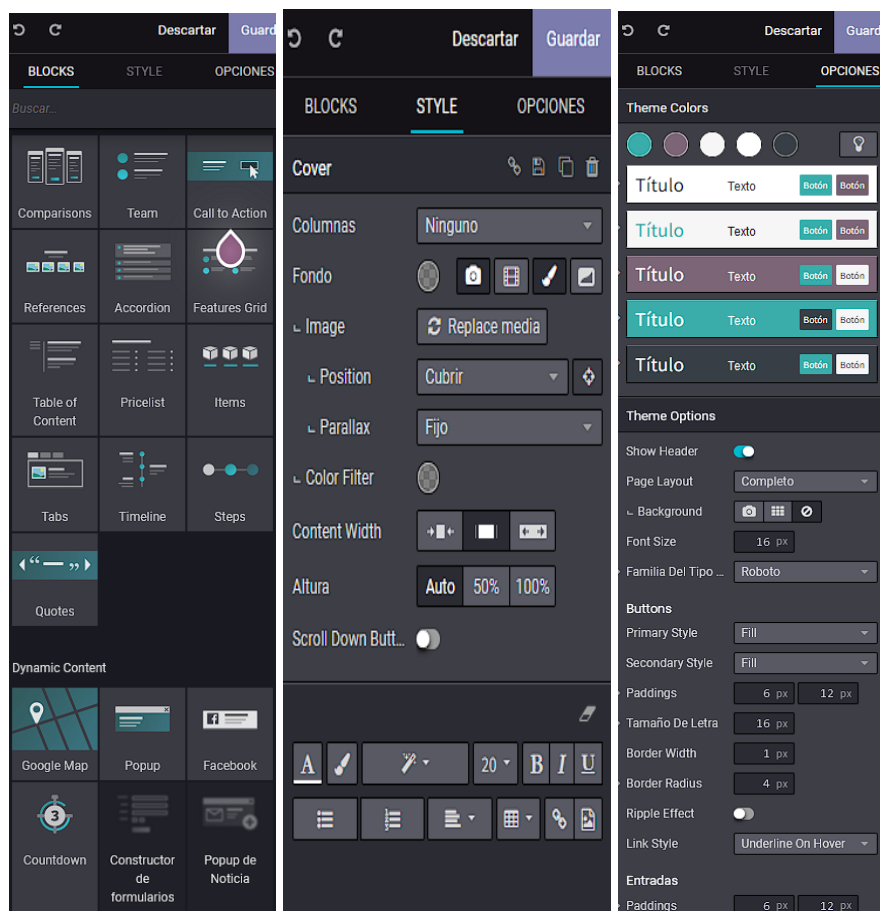 Descartar Guard
BLOCKS STYLE OPCIONES
Buscar...
Comparisons Team Call to Action
References Accordion Features Grid
Table of Content Pricelist Items
Tabs Timeline Steps
Quotes
Dynamic Content
Google Map Popup Facebook
3
Countdown Constructor de formularios Popup de Noticia
Descartar Guardar
BLOCKS STYLE OPCIONES
Cover
Columnas Ninguno
Fondo
Image Replace media
Position Cubrir
Parallax Fijo
Color Filter
Content Width
Altura Auto 50% 100%
Scroll Down Butt...
A 20 B I U
Descartar Guard
BLOCKS STYLE OPCIONES
Theme Colors
Título Texto Botón Botón
Título Texto Botón Botón
Título Texto Botón Botón
Título Texto Botón Botón
Título Texto Botón Botón
Theme Options
Show Header
Page Layout Completo
Background
Font Size 16 px
Familia Del Tipo ... Roboto
Buttons
Primary Style Fill
Secondary Style Fill
Paddings 6 px 12 px
Tamaño De Letra 16 px
Border Width 1 px
Border Radius 4 px
Ripple Effect
Link Style Underline On Hover
Entradas
Paddings 6 px 12 px